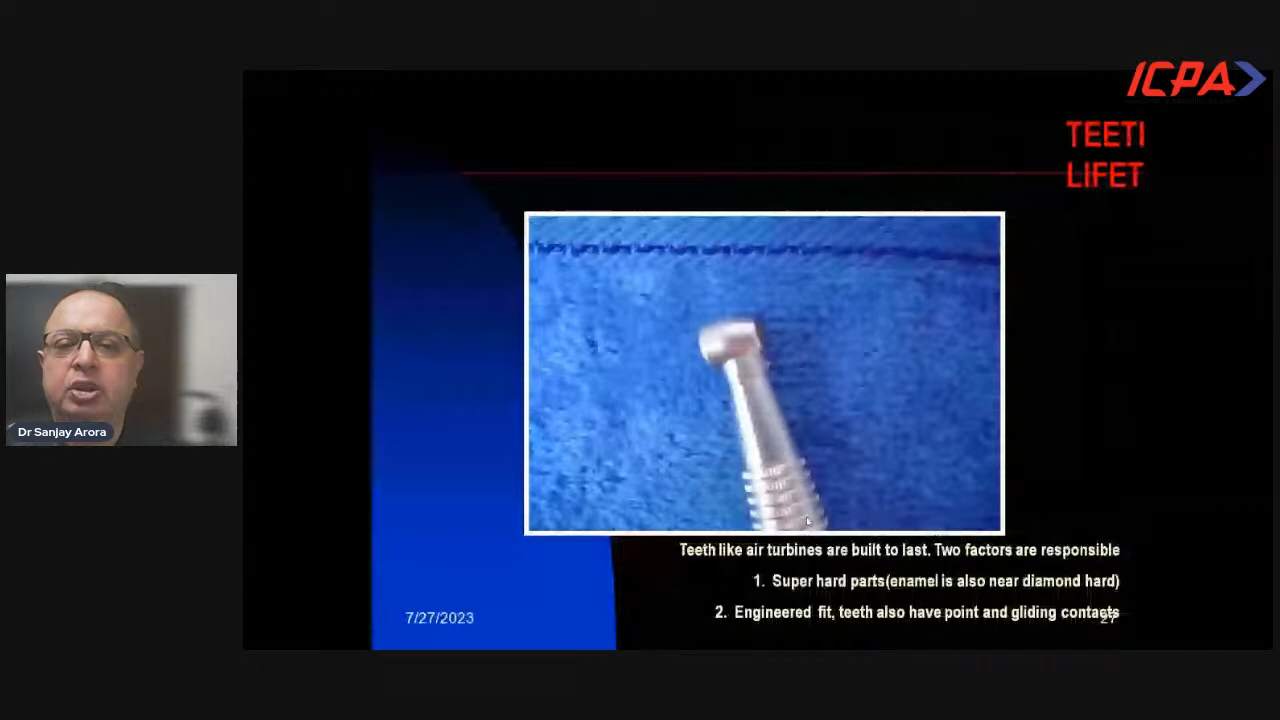 ICPA
TEETI
LIFET
Dr Sanjay Arora
Teeth like air turbines are built to last. Two factors are responsible
1. Super hard parts(enamel is also near diamond hard)
2. Engineered fit, teeth also have point and gliding contacts
7/27/2023
27